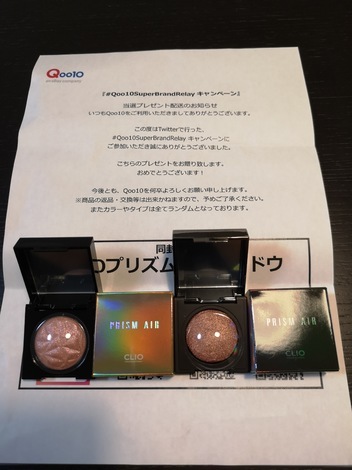 Qoo10
『#Qoo10SuperBrandRelay キャンペーン』
当選プレゼント配送のお知らせ
いつもQoo10をご利用いただきましてありがとうございます。
この度はTwitterで行った、
#Qoo10SuperBrandRelay キャンペーンに
ご参加いただき誠にありがとうございました。
こちらのプレゼントをお贈り致します。
おめでとうございます！
今後とも、Qoo10を何卒よろしくお願い申し上げます。
※商品の返品・交換等は出来かねますので、予めご了承ください。
またカラーやタイプは全てランダムとなっております。
同封
Oプリズム
ドウ
PRISM AIR
CLIO
PRISM AIR
CLIO